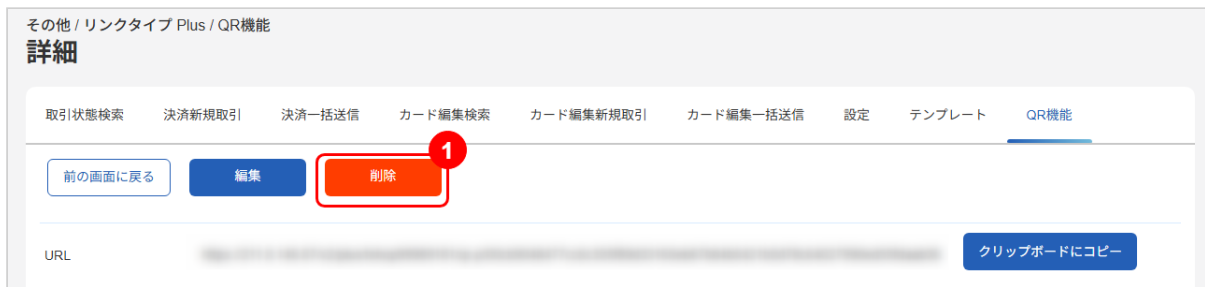 その他 / リンクタイプ Plus / QR機能
詳細
取引状態検索 決済新規取引 決済一括送信 カード編集検索 カード編集新規取引 カード編集一括送信 設定 テンプレート QR機能
1
前の画面に戻る 編集 削除
URL クリップボードにコピー